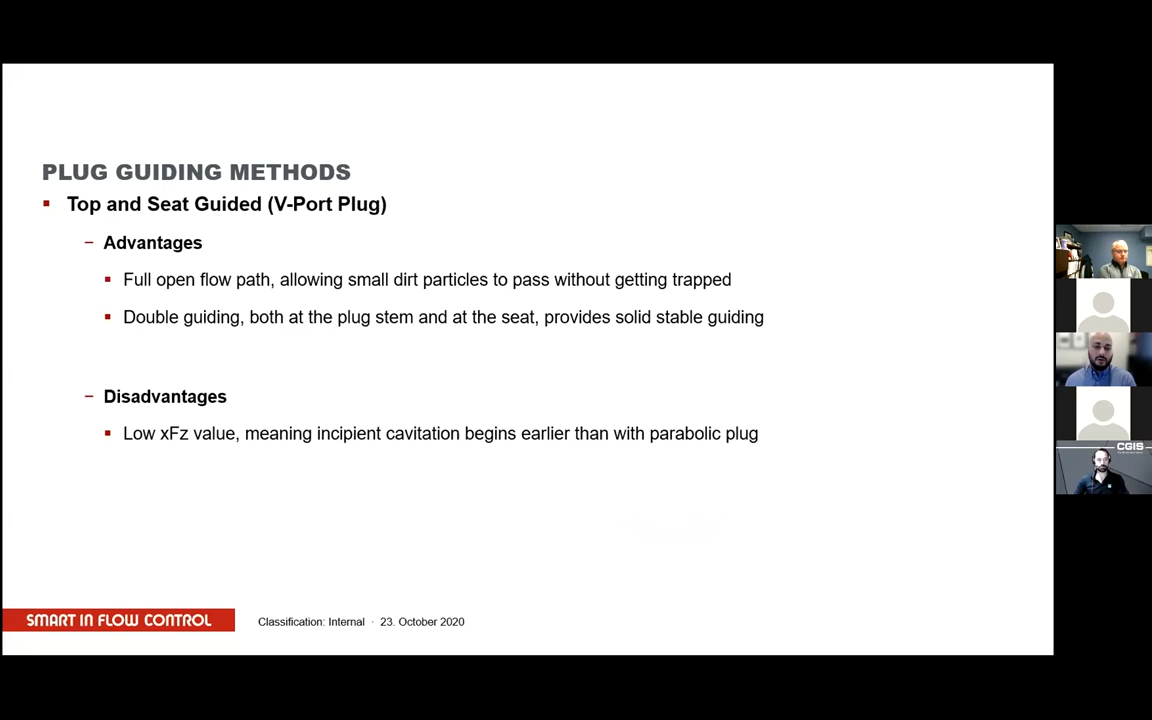 PLUG GUIDING METHODS
Top and Seat Guided (V-Port Plug)
Advantages
Full open flow path, allowing small dirt particles to pass without getting trapped
Double guiding, both at the plug stem and at the seat, provides solid stable guiding
Disadvantages
Low xFz value, meaning incipient cavitation begins earlier than with parabolic plug
SMART IN FLOW CONTROL
Classification: Internal · 23. October 2020
CGIS